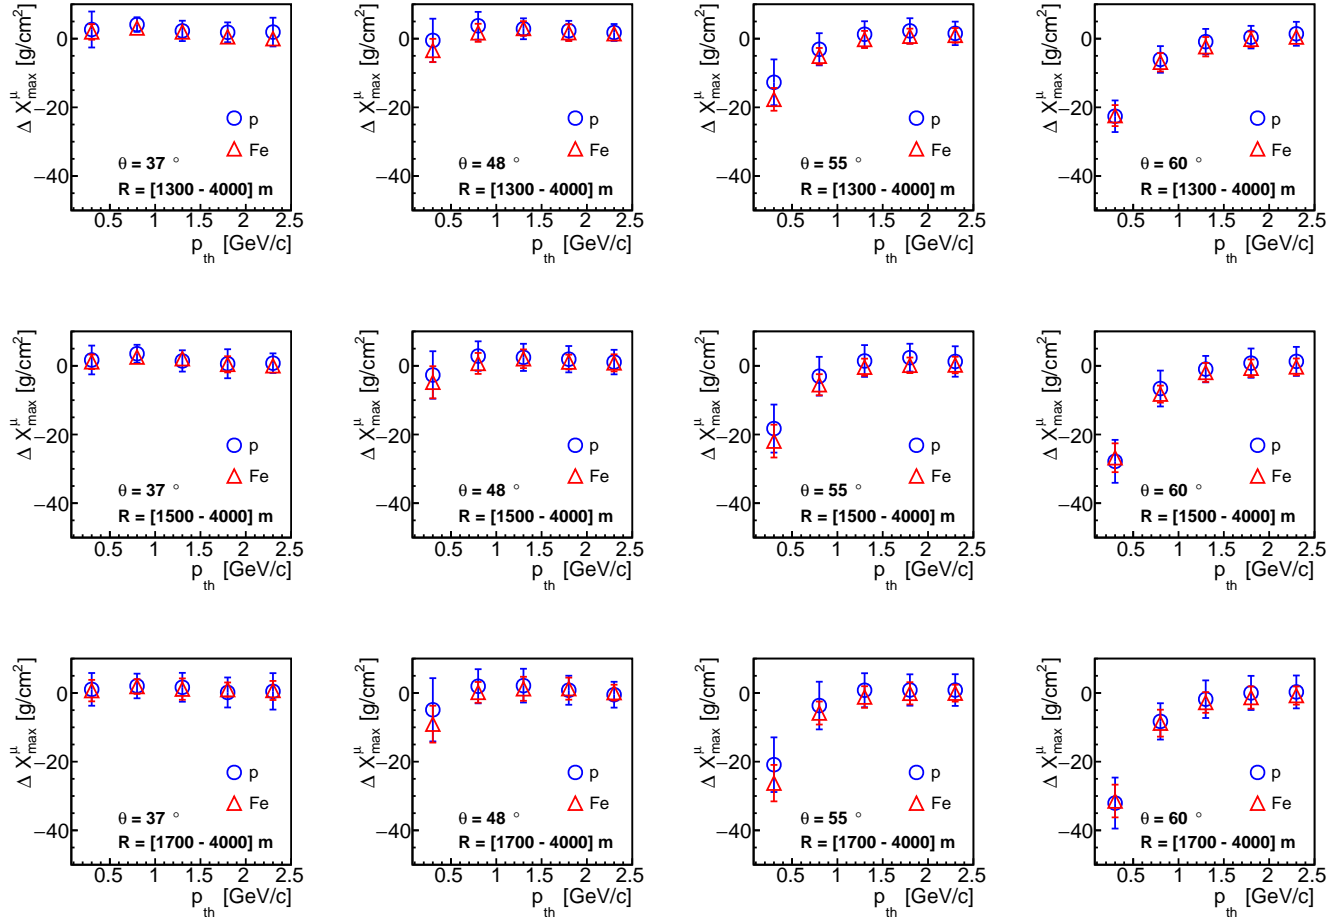 Δ X^μ_max [g/cm²]
0
−20
−40
p
Fe
θ = 37 °
R = [1300 - 4000] m
0.5 1 1.5 2 2.5
p_th [GeV/c]
Δ X^μ_max [g/cm²]
0
−20
−40
p
Fe
θ = 48 °
R = [1300 - 4000] m
0.5 1 1.5 2 2.5
p_th [GeV/c]
Δ X^μ_max [g/cm²]
0
−20
−40
p
Fe
θ = 55 °
R = [1300 - 4000] m
0.5 1 1.5 2 2.5
p_th [GeV/c]
Δ X^μ_max [g/cm²]
0
−20
−40
p
Fe
θ = 60 °
R = [1300 - 4000] m
0.5 1 1.5 2 2.5
p_th [GeV/c]
Δ X^μ_max [g/cm²]
0
−20
−40
p
Fe
θ = 37 °
R = [1500 - 4000] m
0.5 1 1.5 2 2.5
p_th [GeV/c]
Δ X^μ_max [g/cm²]
0
−20
−40
p
Fe
θ = 48 °
R = [1500 - 4000] m
0.5 1 1.5 2 2.5
p_th [GeV/c]
Δ X^μ_max [g/cm²]
0
−20
−40
p
Fe
θ = 55 °
R = [1500 - 4000] m
0.5 1 1.5 2 2.5
p_th [GeV/c]
Δ X^μ_max [g/cm²]
0
−20
−40
p
Fe
θ = 60 °
R = [1500 - 4000] m
0.5 1 1.5 2 2.5
p_th [GeV/c]
Δ X^μ_max [g/cm²]
0
−20
−40
p
Fe
θ = 37 °
R = [1700 - 4000] m
0.5 1 1.5 2 2.5
p_th [GeV/c]
Δ X^μ_max [g/cm²]
0
−20
−40
p
Fe
θ = 48 °
R = [1700 - 4000] m
0.5 1 1.5 2 2.5
p_th [GeV/c]
Δ X^μ_max [g/cm²]
0
−20
−40
p
Fe
θ = 55 °
R = [1700 - 4000] m
0.5 1 1.5 2 2.5
p_th [GeV/c]
Δ X^μ_max [g/cm²]
0
−20
−40
p
Fe
θ = 60 °
R = [1700 - 4000] m
0.5 1 1.5 2 2.5
p_th [GeV/c]